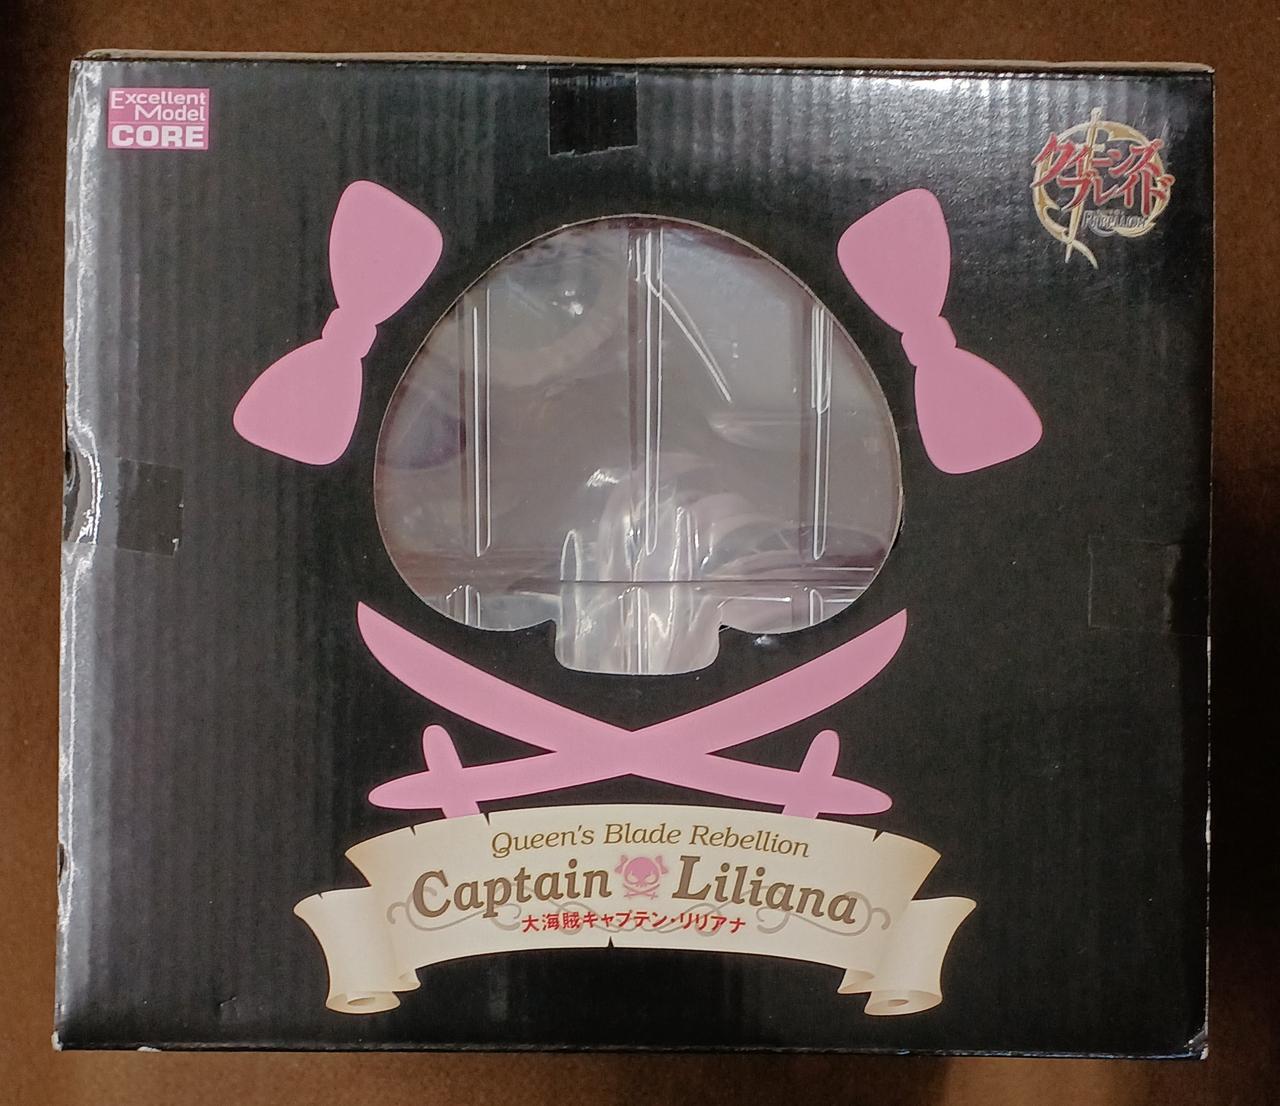 Excellent
Model
CORE
クイーンズ
ブレイド
REBELLION
Queen's Blade Rebellion
Captain Liliana
大海賊キャプテン・リリアナ